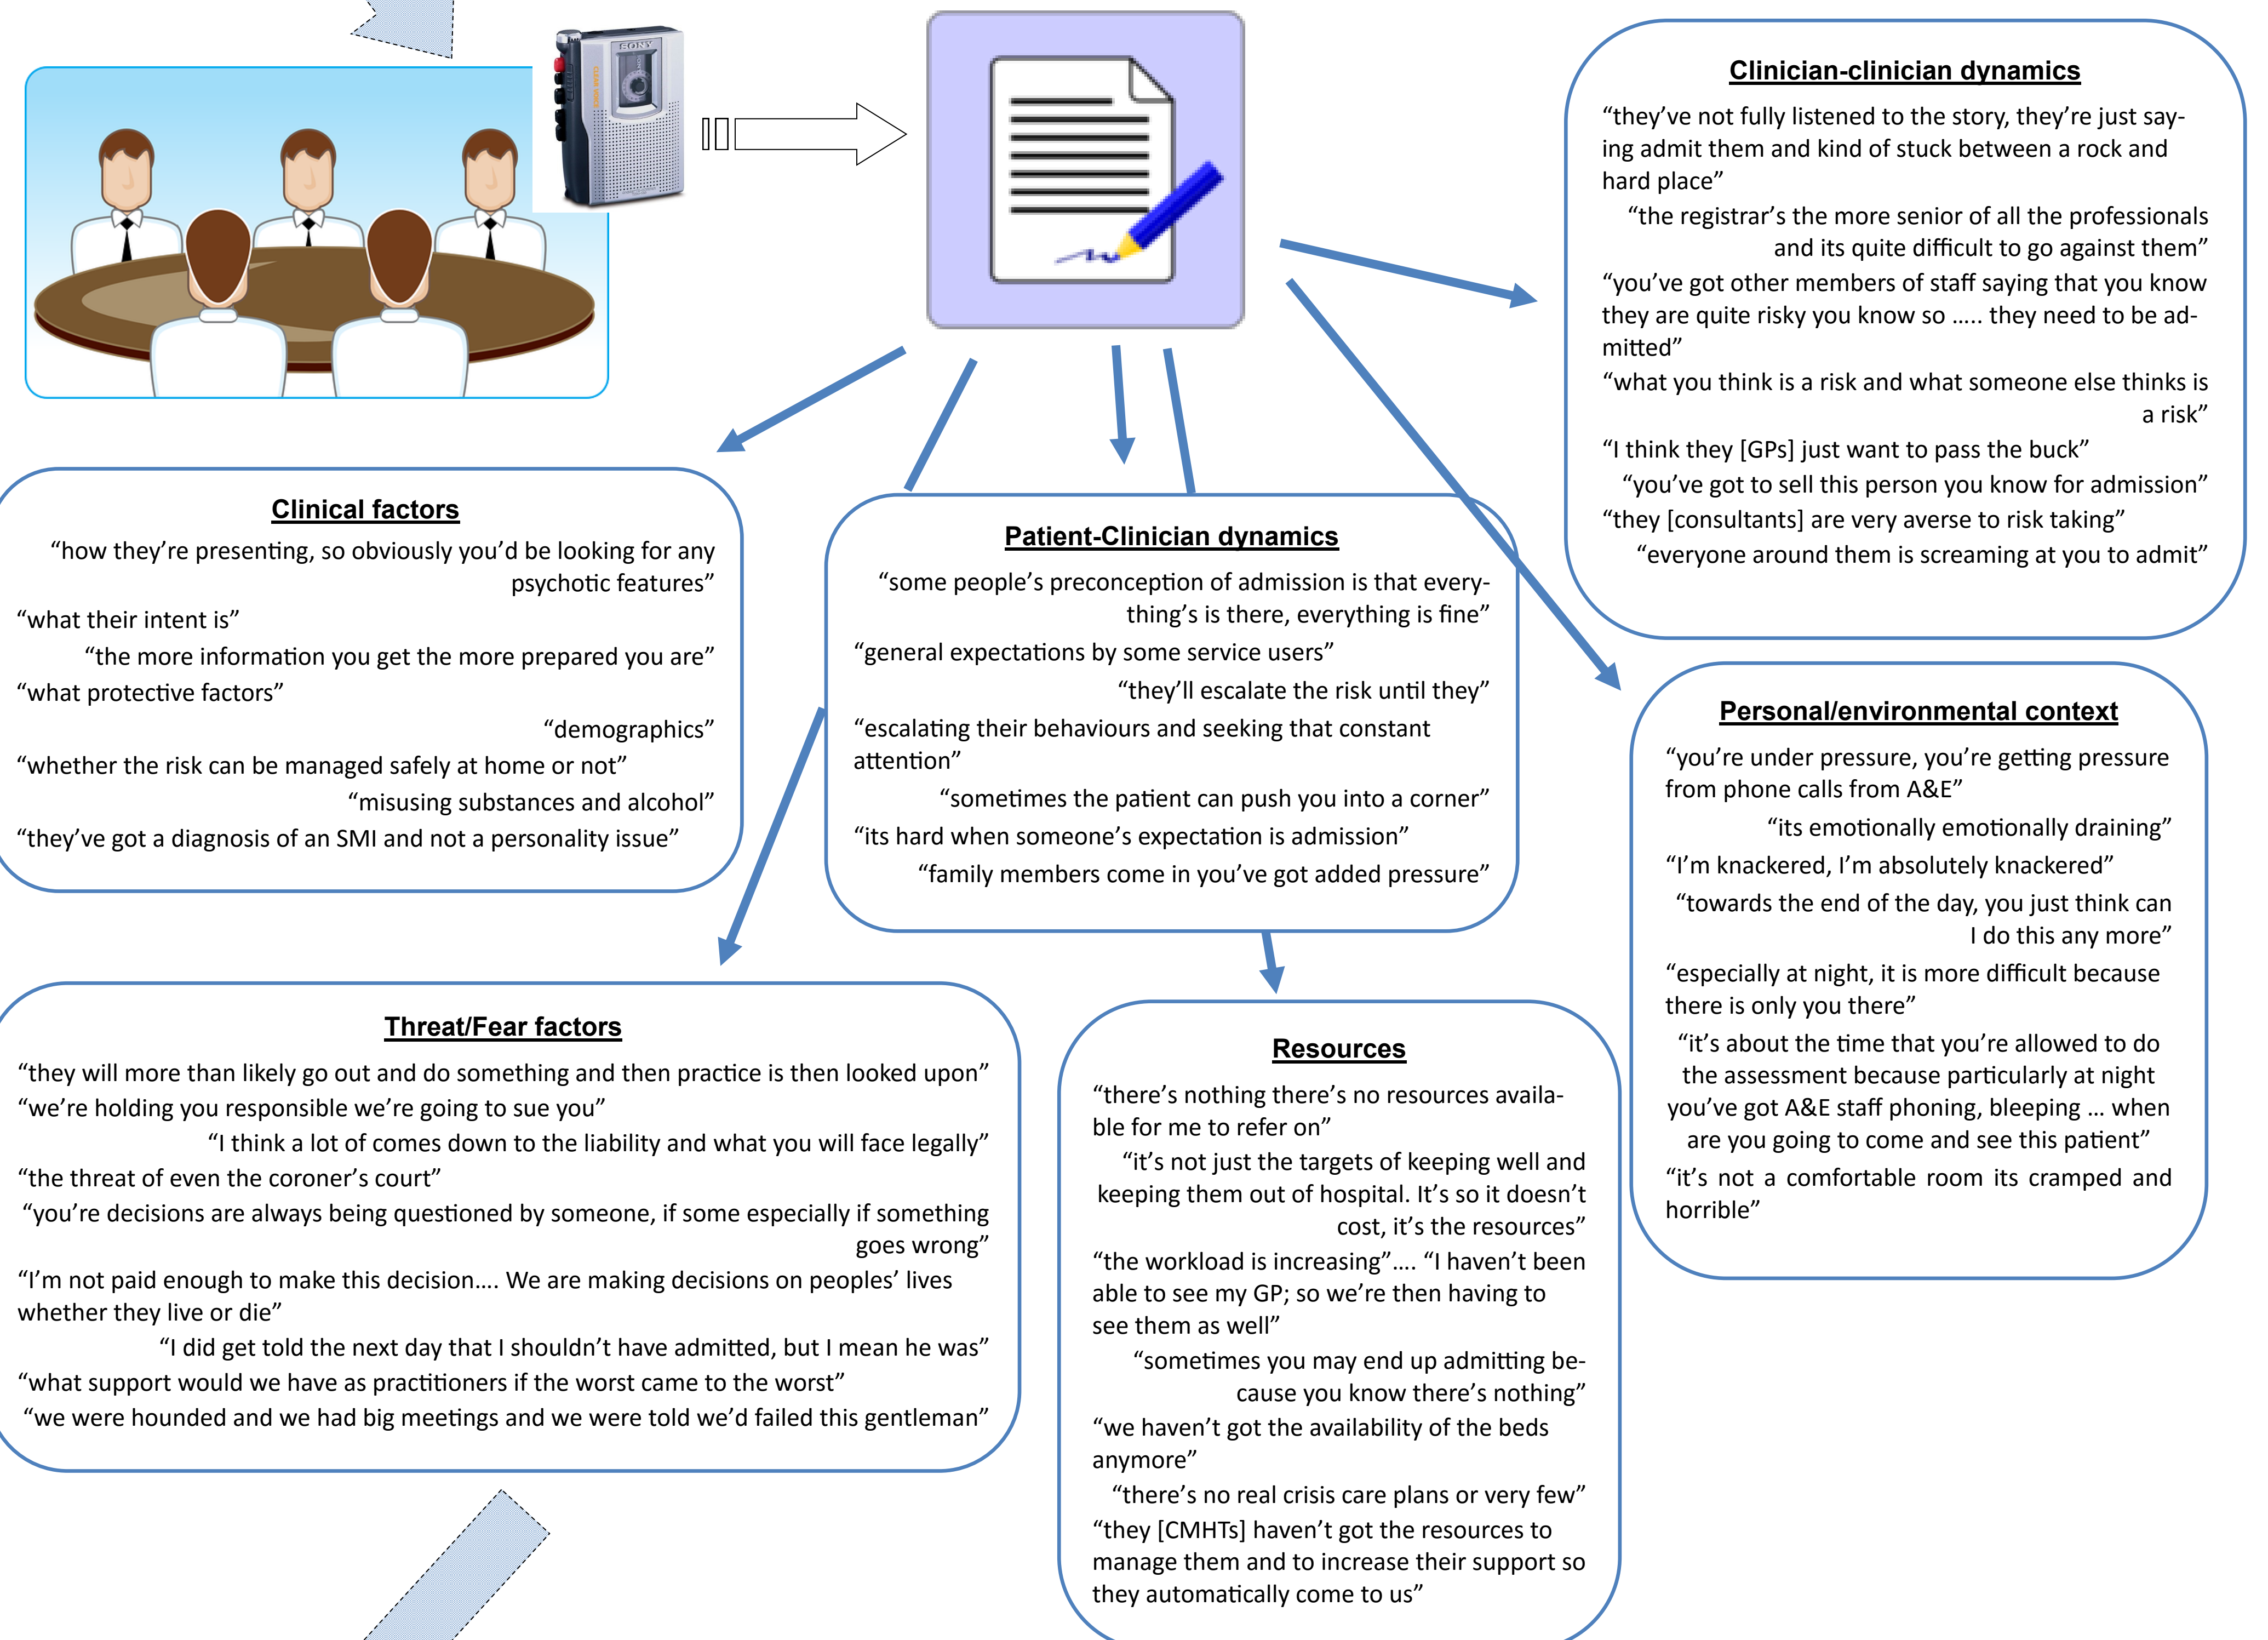 SONY
CLEAR VOICE
Clinician-clinician dynamics
“they’ve not fully listened to the story, they’re just say-
ing admit them and kind of stuck between a rock and
hard place”
“the registrar’s the more senior of all the professionals
and its quite difficult to go against them”
“you’ve got other members of staff saying that you know
they are quite risky you know so ..... they need to be ad-
mitted”
“what you think is a risk and what someone else thinks is
a risk”
“I think they [GPs] just want to pass the buck”
“you’ve got to sell this person you know for admission”
“they [consultants] are very averse to risk taking”
“everyone around them is screaming at you to admit”
Clinical factors
“how they’re presenting, so obviously you’d be looking for any
psychotic features”
“what their intent is”
“the more information you get the more prepared you are”
“what protective factors”
“demographics”
“whether the risk can be managed safely at home or not”
“misusing substances and alcohol”
“they’ve got a diagnosis of an SMI and not a personality issue”
Patient-Clinician dynamics
“some people’s preconception of admission is that every-
thing’s is there, everything is fine”
“general expectations by some service users”
“they’ll escalate the risk until they”
“escalating their behaviours and seeking that constant
attention”
“sometimes the patient can push you into a corner”
“its hard when someone’s expectation is admission”
“family members come in you’ve got added pressure”
Personal/environmental context
“you’re under pressure, you’re getting pressure
from phone calls from A&E”
“its emotionally emotionally draining”
“I’m knackered, I’m absolutely knackered”
“towards the end of the day, you just think can
I do this any more”
“especially at night, it is more difficult because
there is only you there”
“it’s about the time that you’re allowed to do
the assessment because particularly at night
you’ve got A&E staff phoning, bleeping ... when
are you going to come and see this patient”
“it’s not a comfortable room its cramped and
horrible”
Threat/Fear factors
“they will more than likely go out and do something and then practice is then looked upon”
“we’re holding you responsible we’re going to sue you”
“I think a lot of comes down to the liability and what you will face legally”
“the threat of even the coroner’s court”
“you’re decisions are always being questioned by someone, if some especially if something
goes wrong”
“I’m not paid enough to make this decision.... We are making decisions on peoples’ lives
whether they live or die”
“I did get told the next day that I shouldn’t have admitted, but I mean he was”
“what support would we have as practitioners if the worst came to the worst”
“we were hounded and we had big meetings and we were told we’d failed this gentleman”
Resources
“there’s nothing there’s no resources availa-
ble for me to refer on”
“it’s not just the targets of keeping well and
keeping them out of hospital. It’s so it doesn’t
cost, it’s the resources”
“the workload is increasing”.... “I haven’t been
able to see my GP; so we’re then having to
see them as well”
“sometimes you may end up admitting be-
cause you know there’s nothing”
“we haven’t got the availability of the beds
anymore”
“there’s no real crisis care plans or very few”
“they [CMHTs] haven’t got the resources to
manage them and to increase their support so
they automatically come to us”